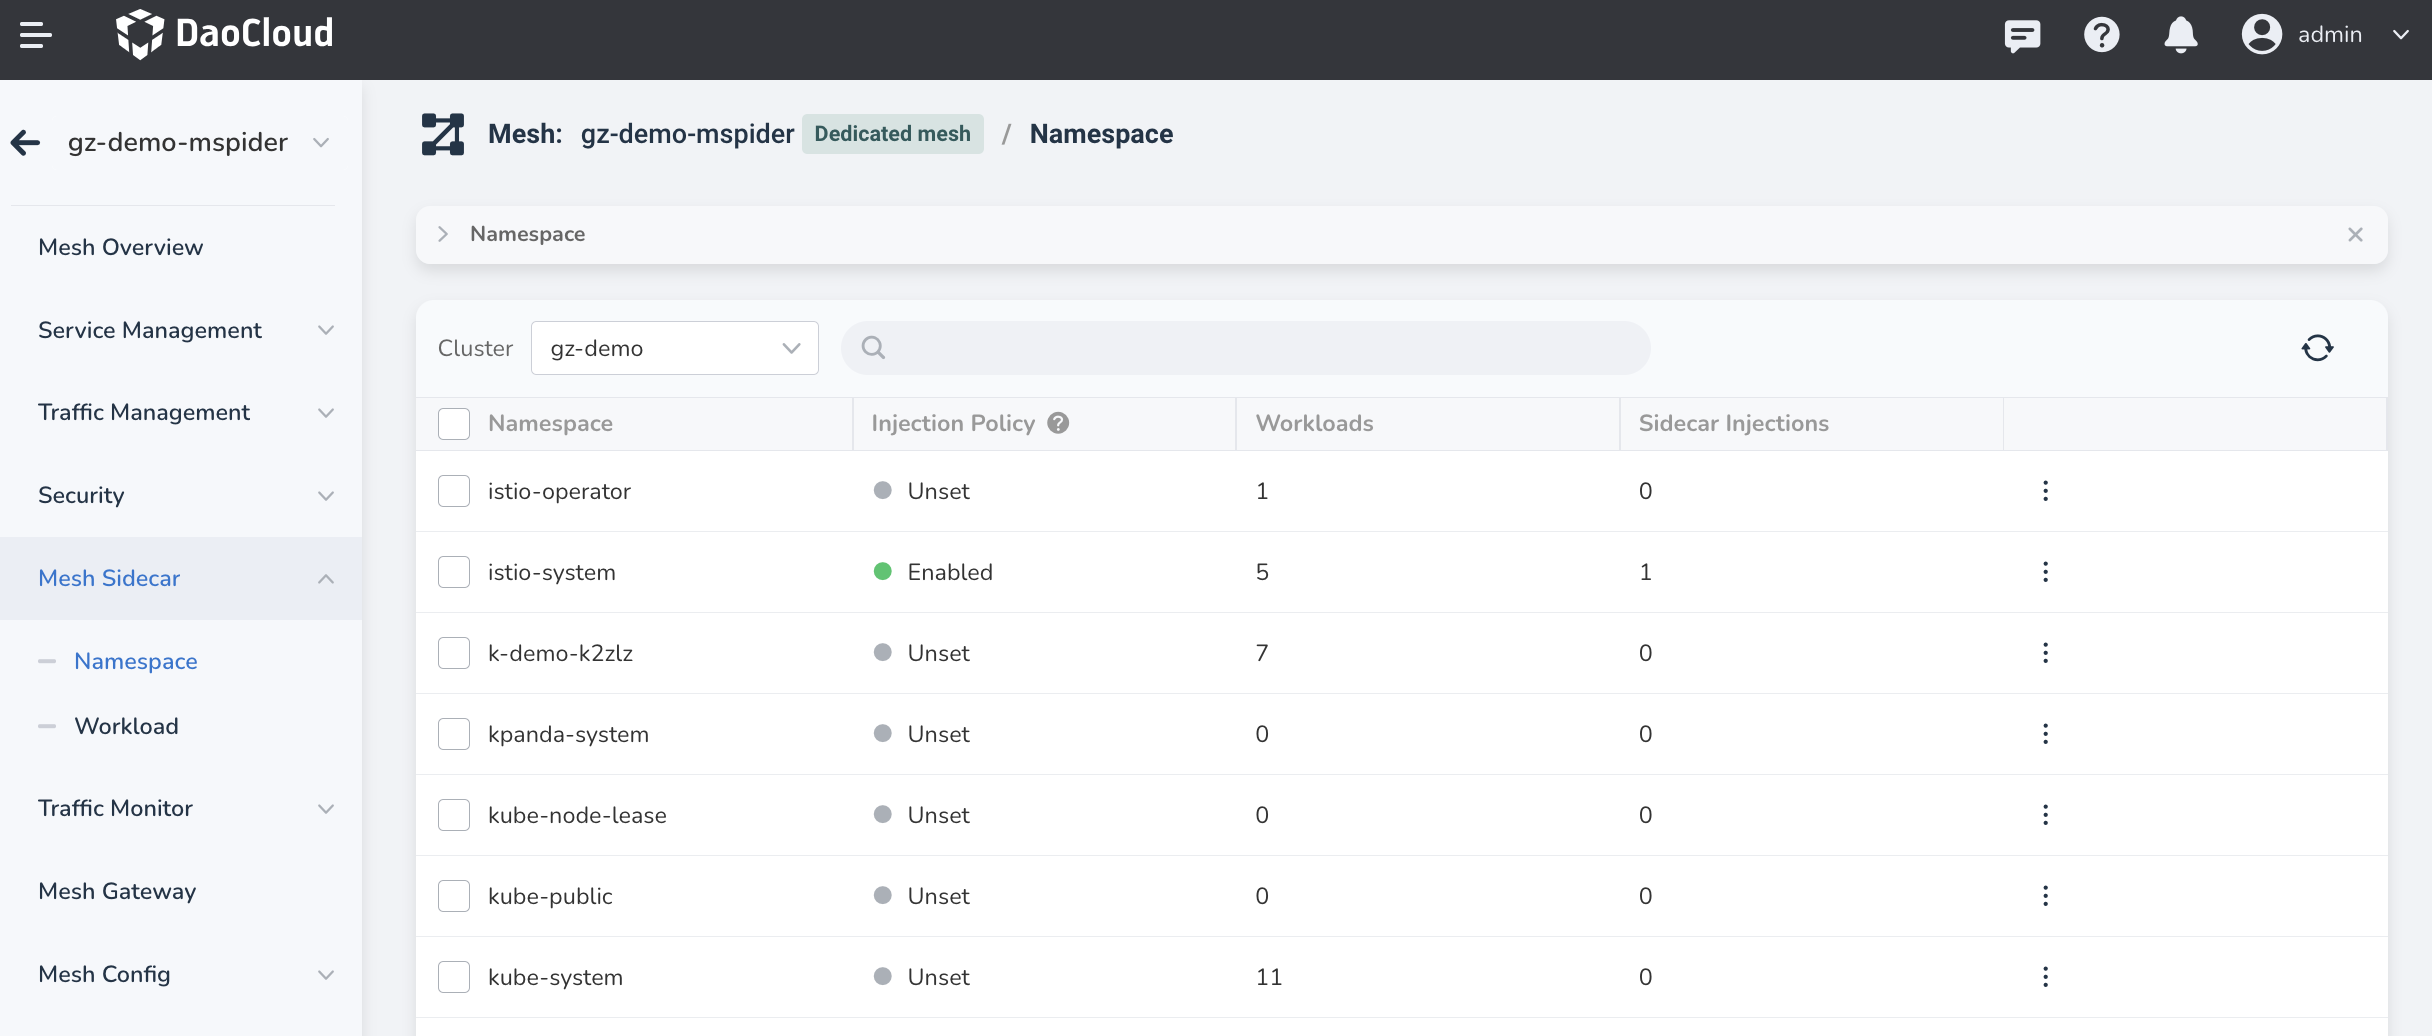 DaoCloud
admin
gz-demo-mspider
Mesh Overview
Service Management
Traffic Management
Security
Mesh Sidecar
Namespace
Workload
Traffic Monitor
Mesh Gateway
Mesh Config
Mesh: gz-demo-mspider Dedicated mesh / Namespace
Namespace
Cluster gz-demo
Namespace Injection Policy Workloads Sidecar Injections
istio-operator Unset 1 0
istio-system Enabled 5 1
k-demo-k2zlz Unset 7 0
kpanda-system Unset 0 0
kube-node-lease Unset 0 0
kube-public Unset 0 0
kube-system Unset 11 0